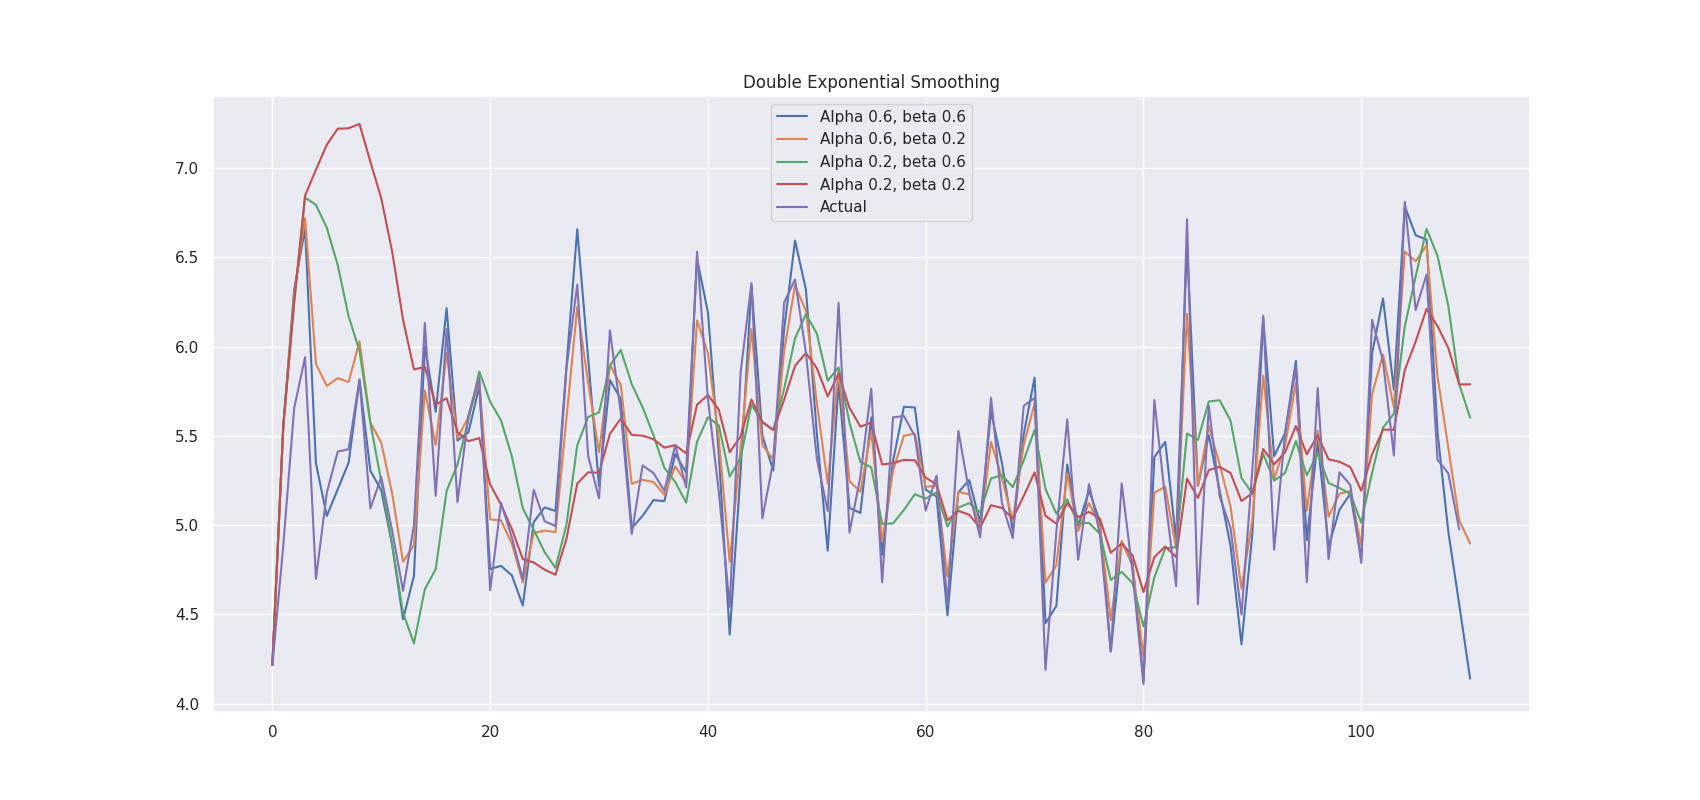 Double Exponential Smoothing
Alpha 0.6, beta 0.6
Alpha 0.6, beta 0.2
Alpha 0.2, beta 0.6
Alpha 0.2, beta 0.2
Actual
7.0
6.5
6.0
5.5
5.0
4.5
4.0
0 20 40 60 80 100